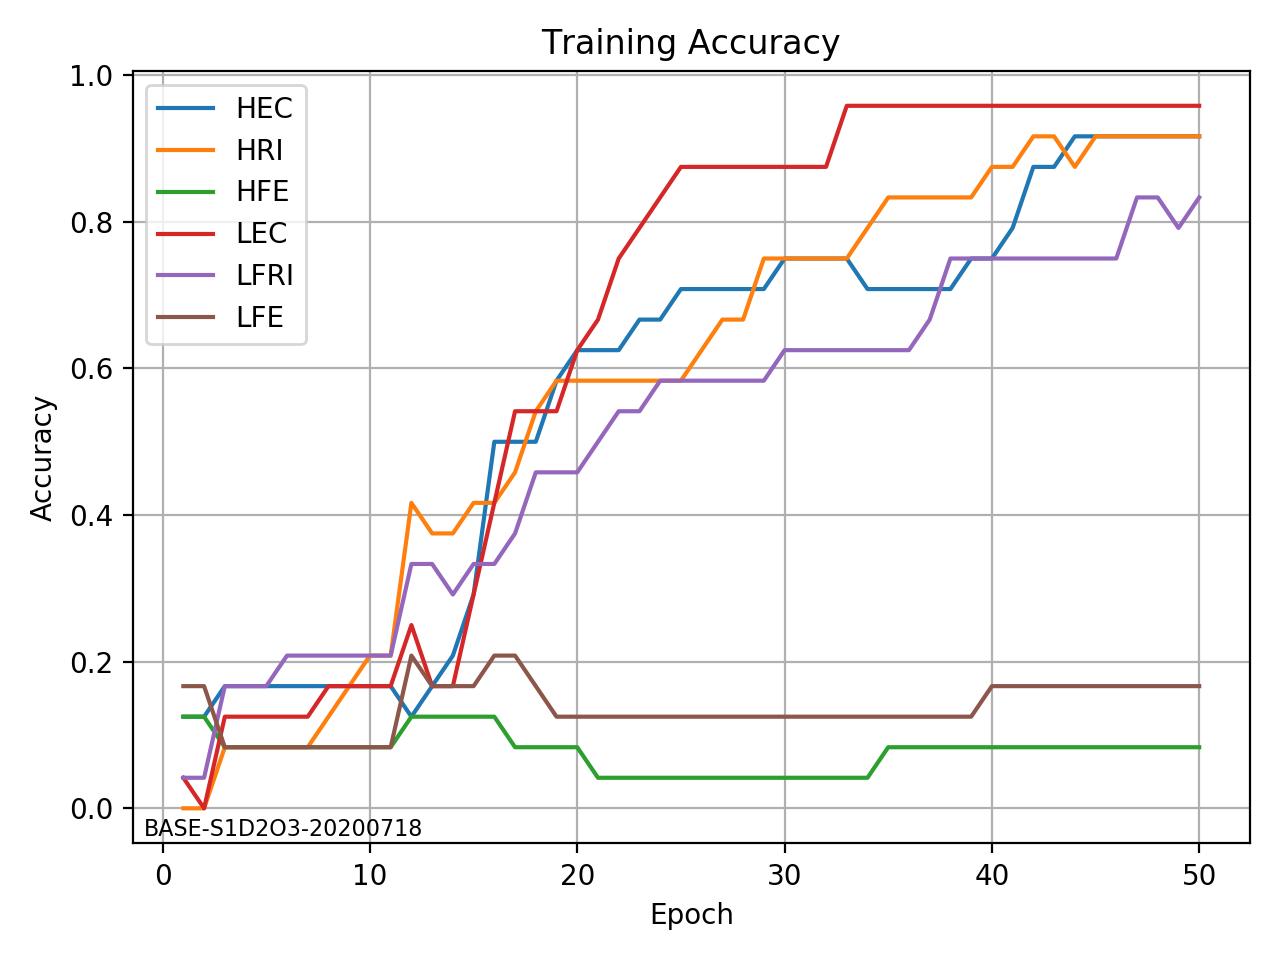 Training Accuracy
1.0
0.8
0.6
0.4
0.2
0.0
Accuracy
HEC
HRI
HFE
LEC
LFRI
LFE
BASE-S1D2O3-20200718
0 10 20 30 40 50
Epoch